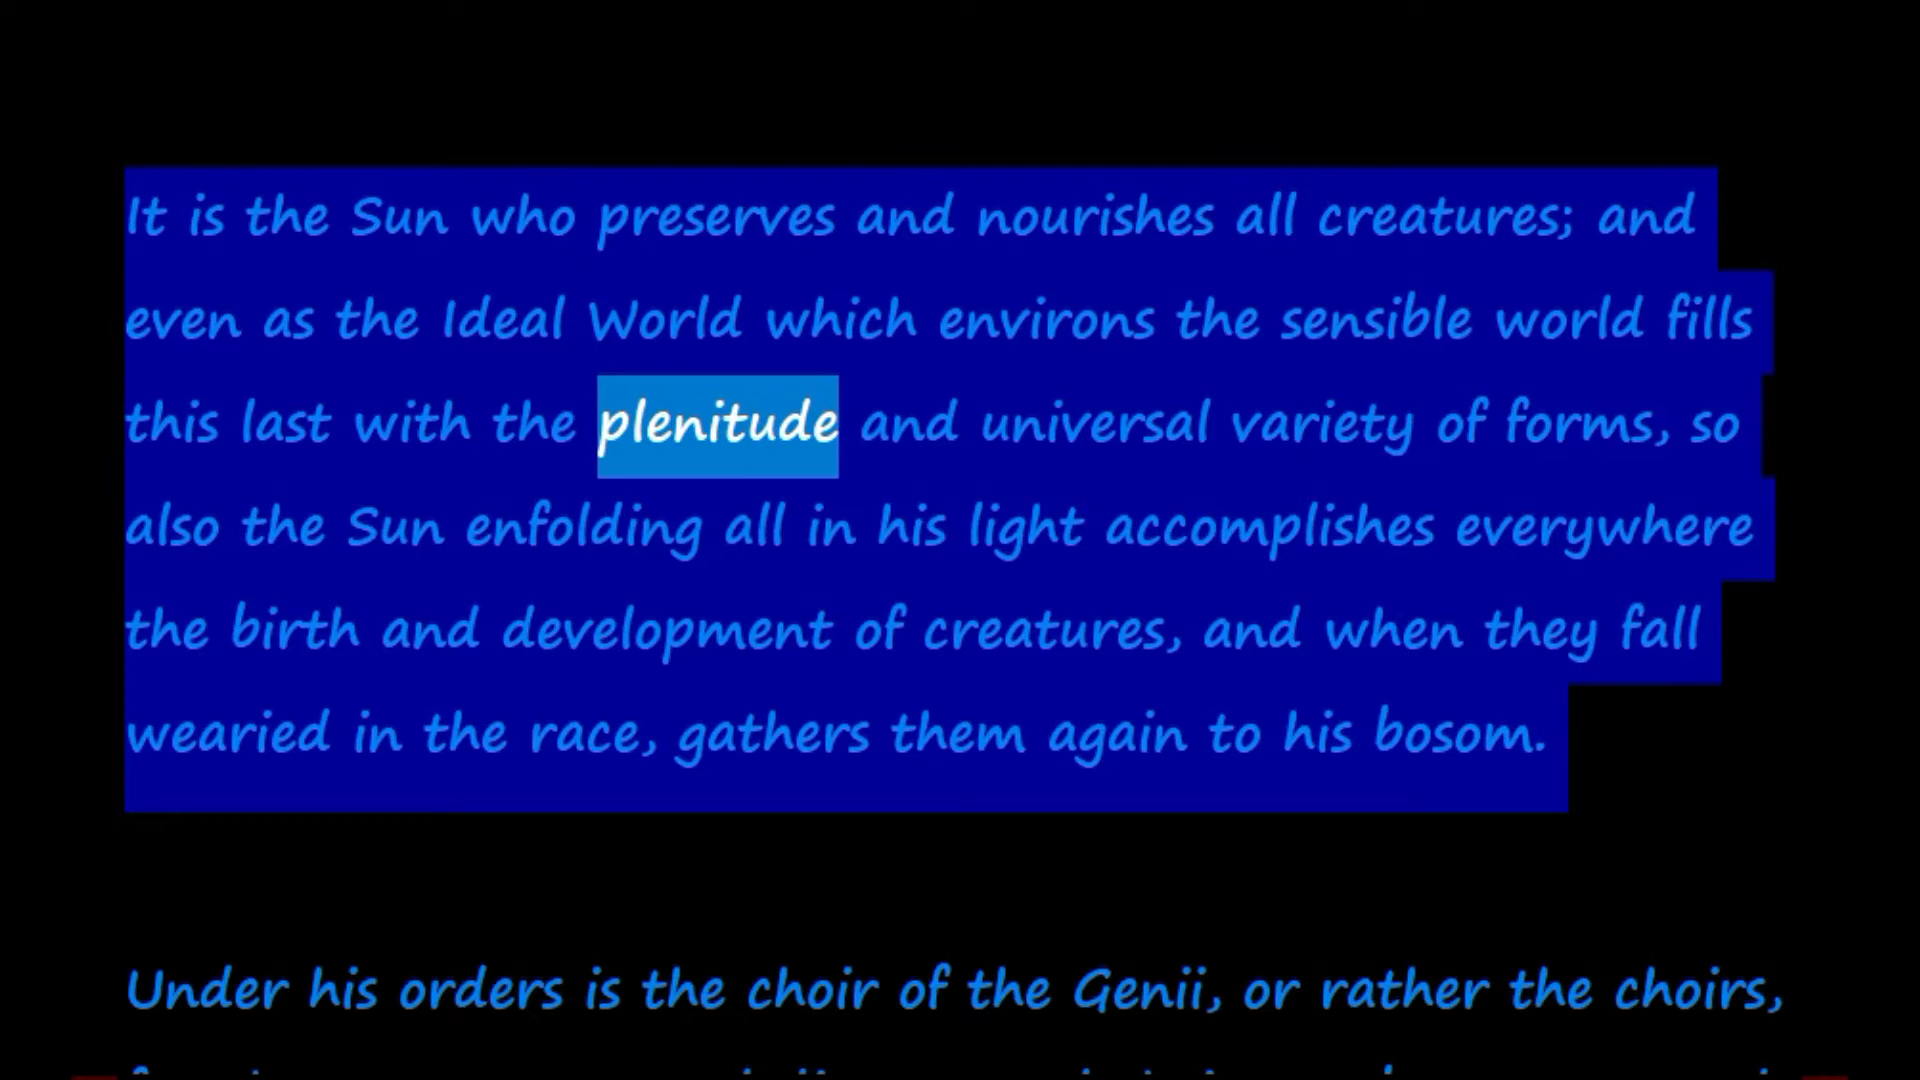 It is the Sun who preserves and nourishes all creatures; and
even as the Ideal World which environs the sensible world fills
this last with the plenitude and universal variety of forms, so
also the Sun enfolding all in his light accomplishes everywhere
the birth and development of creatures, and when they fall
wearied in the race, gathers them again to his bosom.
Under his orders is the choir of the Genii, or rather the choirs,